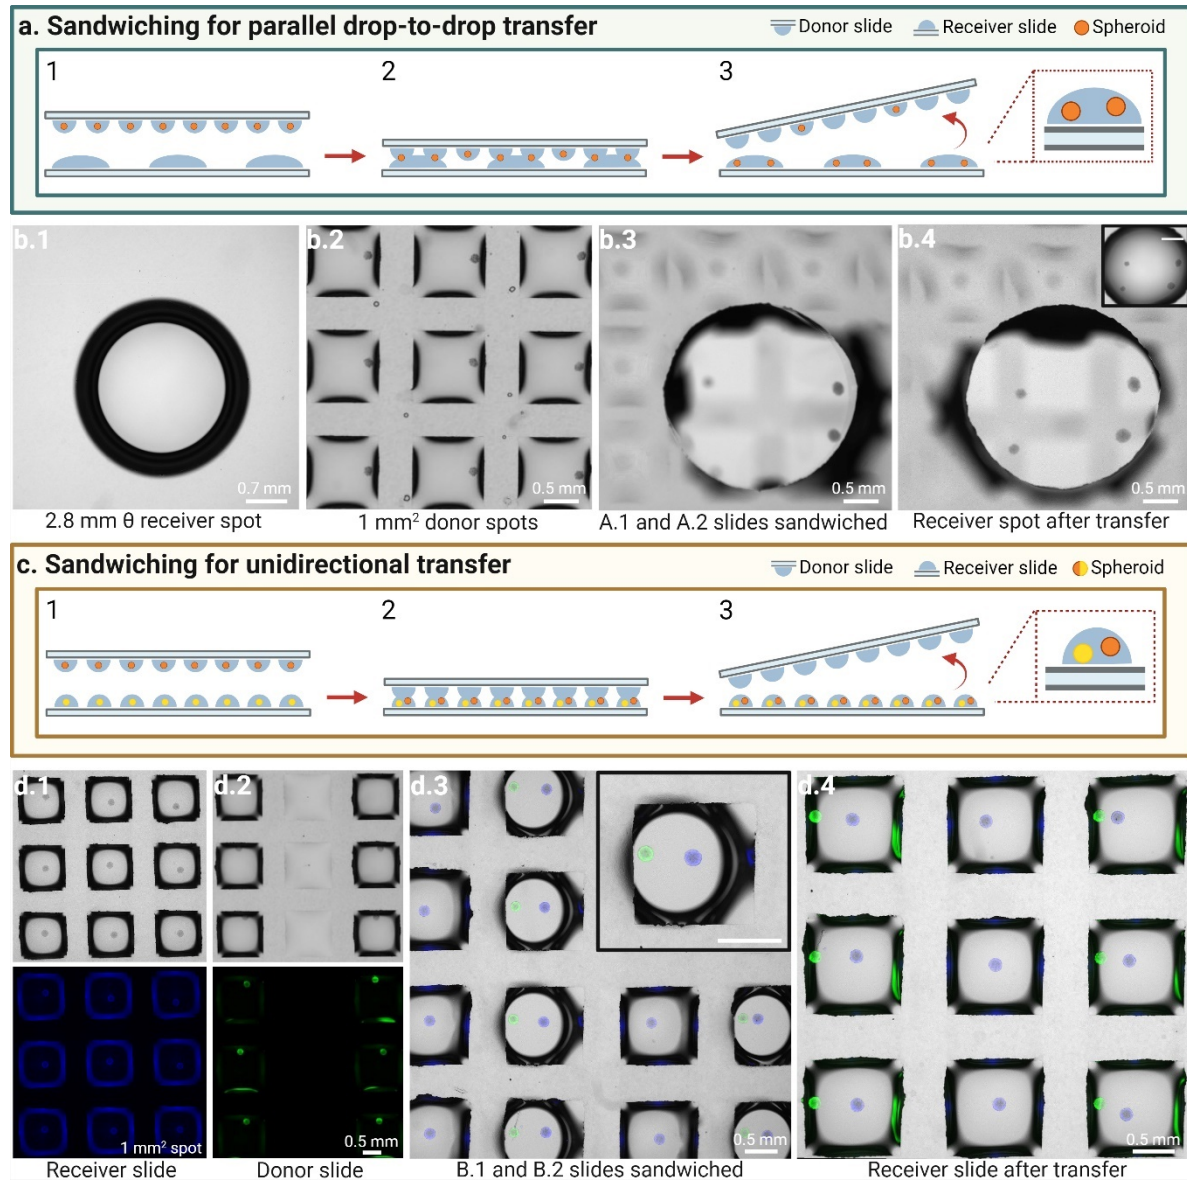 a. Sandwiching for parallel drop-to-drop transfer
Donor slide
Receiver slide
Spheroid
1
2
3
b.1
0.7 mm
b.2
0.5 mm
b.3
0.5 mm
b.4
0.5 mm
2.8 mm θ receiver spot
1 mm² donor spots
A.1 and A.2 slides sandwiched
Receiver spot after transfer
c. Sandwiching for unidirectional transfer
Donor slide
Receiver slide
Spheroid
1
2
3
d.1
1 mm² spot
d.2
0.5 mm
d.3
0.5 mm
d.4
0.5 mm
Receiver slide
Donor slide
B.1 and B.2 slides sandwiched
Receiver slide after transfer